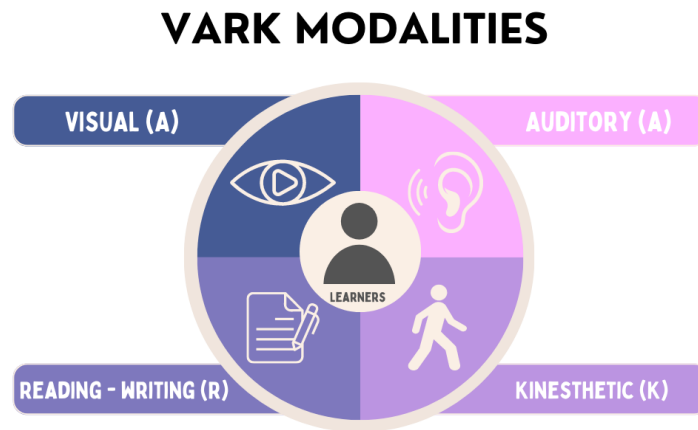 VARK MODALITIES
VISUAL (A)
AUDITORY (A)
LEARNERS
READING - WRITING (R)
KINESTHETIC (K)